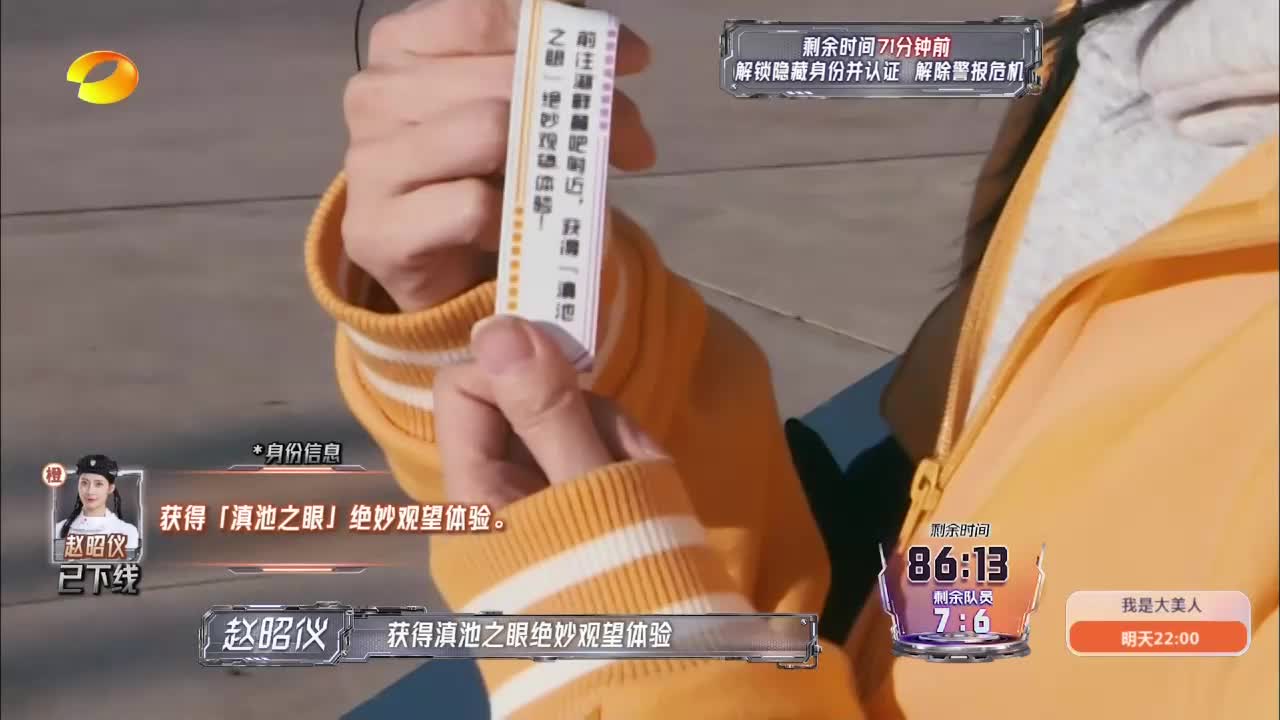 剩余时间71分钟前
解锁隐藏身份并认证 解除警报危机
前往湖鲜餐吧附近，获得「滇池
之眼」绝妙观望体验！
*身份信息
橙
获得「滇池之眼」绝妙观望体验。
赵昭仪
已下线
剩余时间
86:13
剩余队员
7:6
赵昭仪
获得滇池之眼绝妙观望体验
我是大美人
明天22:00